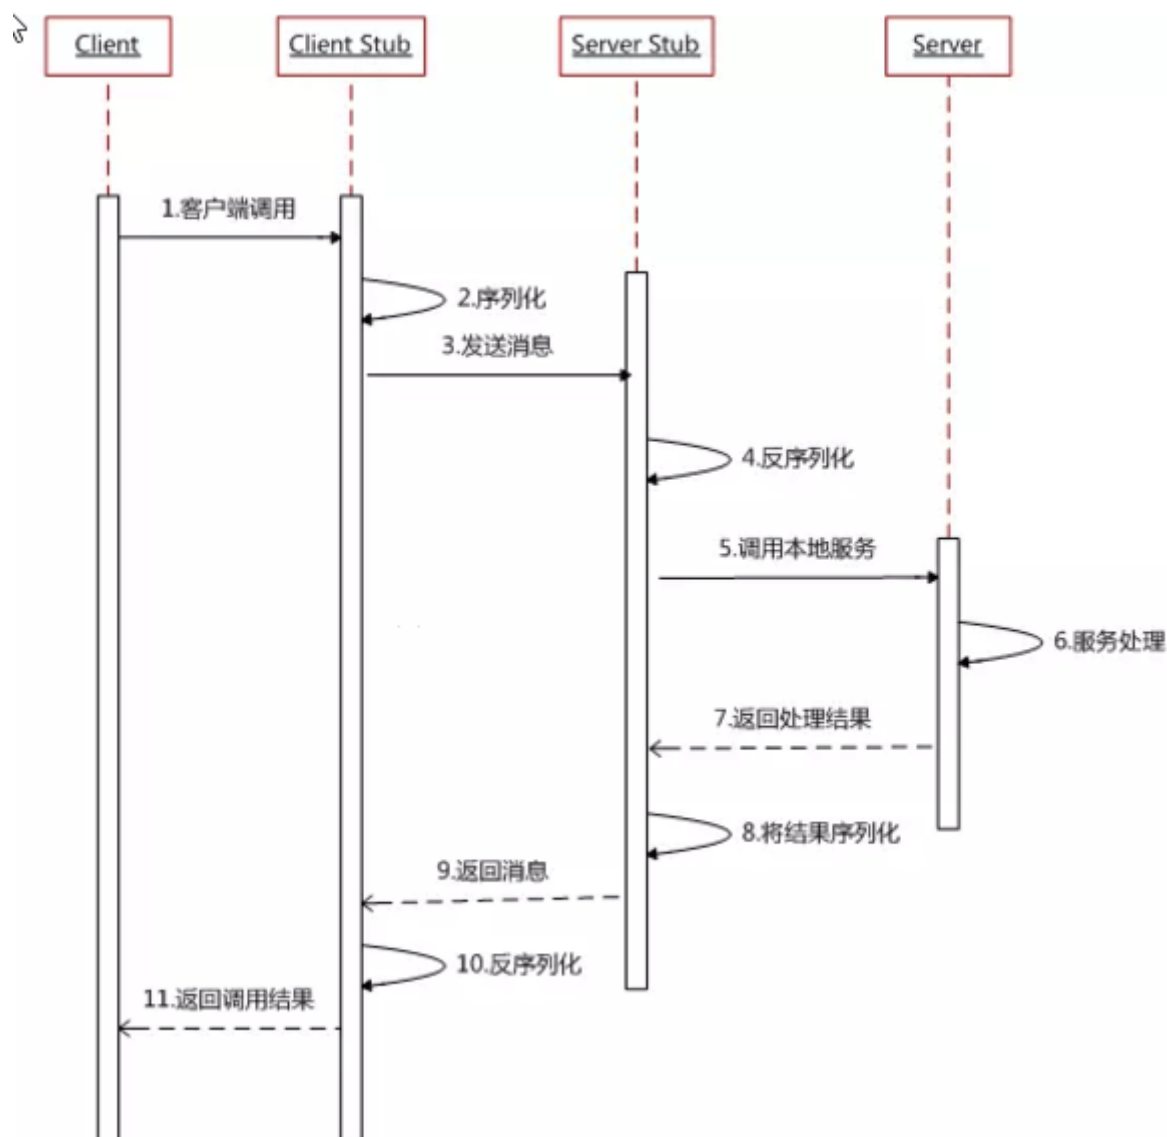 Client
Client Stub
Server Stub
Server
1.客户端调用
2.序列化
3.发送消息
4.反序列化
5.调用本地服务
6.服务处理
7.返回处理结果
8.将结果序列化
9.返回消息
10.反序列化
11.返回调用结果